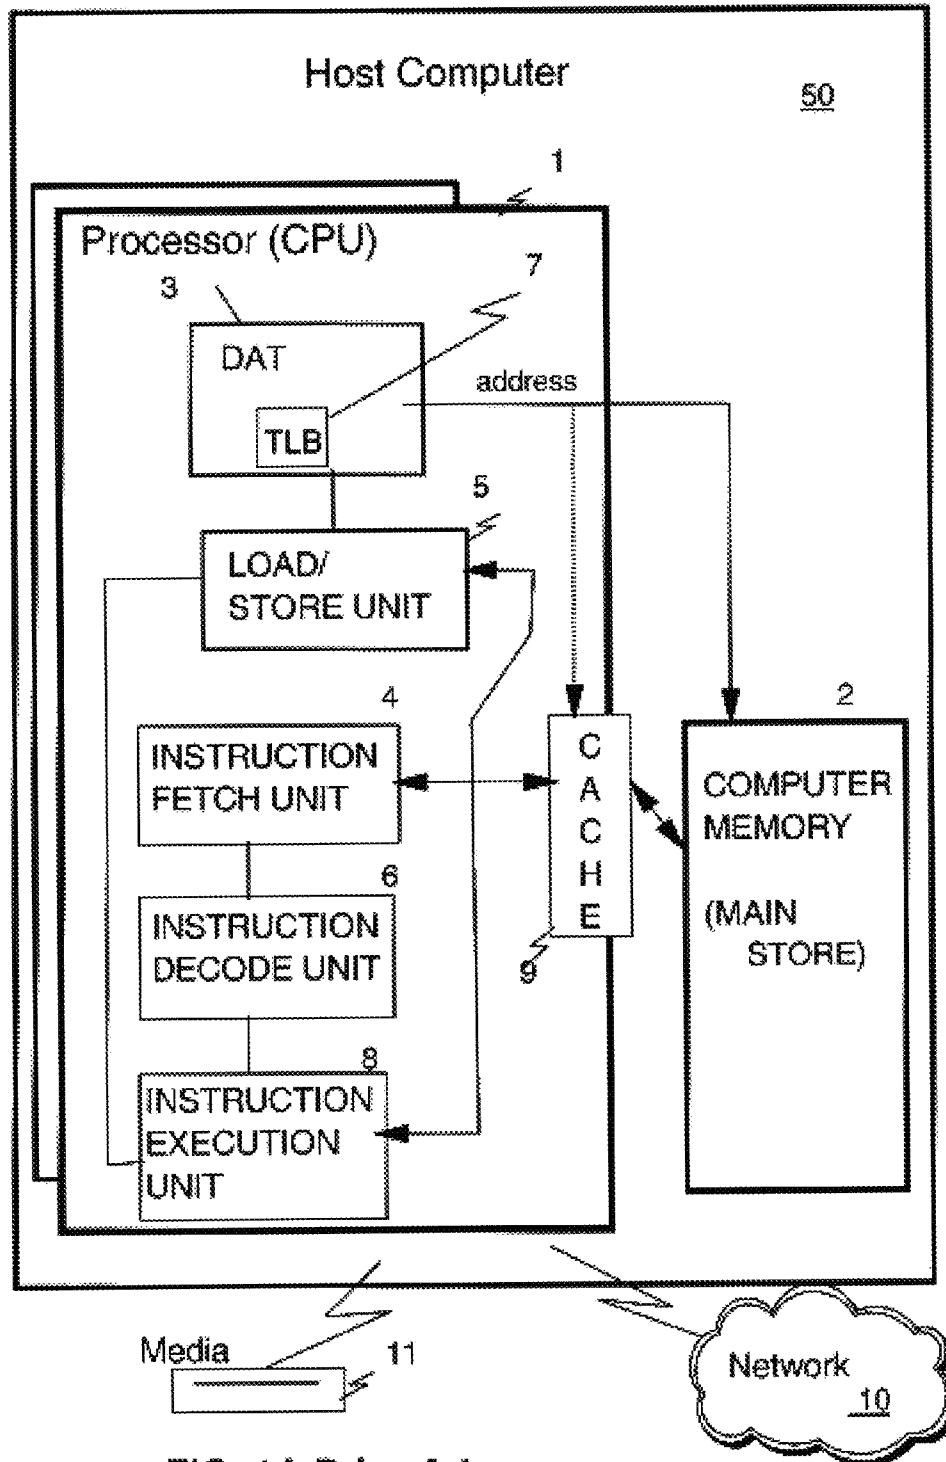 Host Computer
50
1
Processor (CPU)
3
7
DAT
address
TLB
5
LOAD/
STORE UNIT
4
2
INSTRUCTION
FETCH UNIT
C
A
C
H
E
COMPUTER
MEMORY
(MAIN
STORE)
6
INSTRUCTION
DECODE UNIT
9
8
INSTRUCTION
EXECUTION
UNIT
Media
11
Network
10